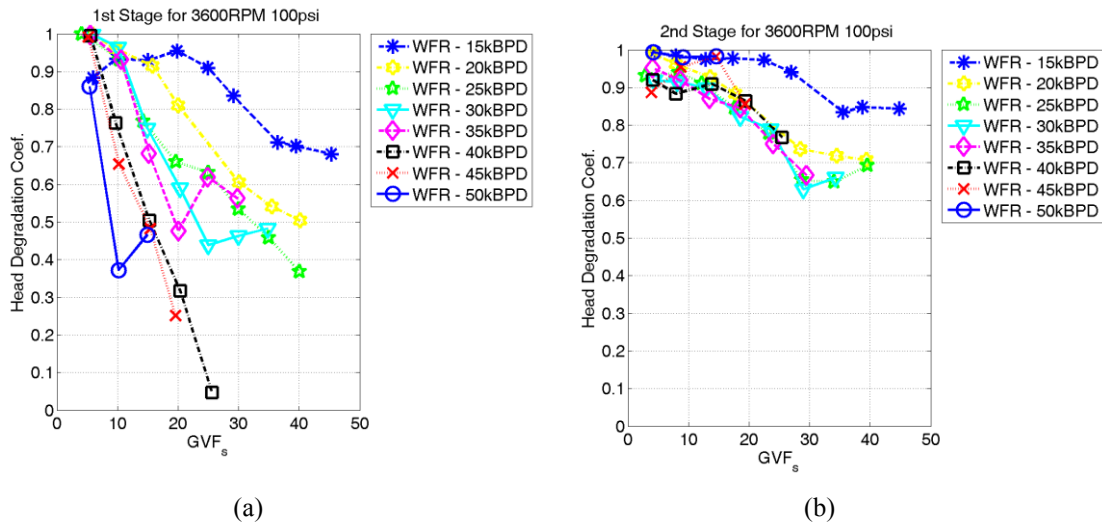 1st Stage for 3600RPM 100psi
Head Degradation Coef.
1
0.9
0.8
0.7
0.6
0.5
0.4
0.3
0.2
0.1
0
0 10 20 30 40 50
GVFs
WFR - 15kBPD
WFR - 20kBPD
WFR - 25kBPD
WFR - 30kBPD
WFR - 35kBPD
WFR - 40kBPD
WFR - 45kBPD
WFR - 50kBPD
(a)
2nd Stage for 3600RPM 100psi
Head Degradation Coef.
1
0.9
0.8
0.7
0.6
0.5
0.4
0.3
0.2
0.1
0
0 10 20 30 40 50
GVFs
WFR - 15kBPD
WFR - 20kBPD
WFR - 25kBPD
WFR - 30kBPD
WFR - 35kBPD
WFR - 40kBPD
WFR - 45kBPD
WFR - 50kBPD
(b)